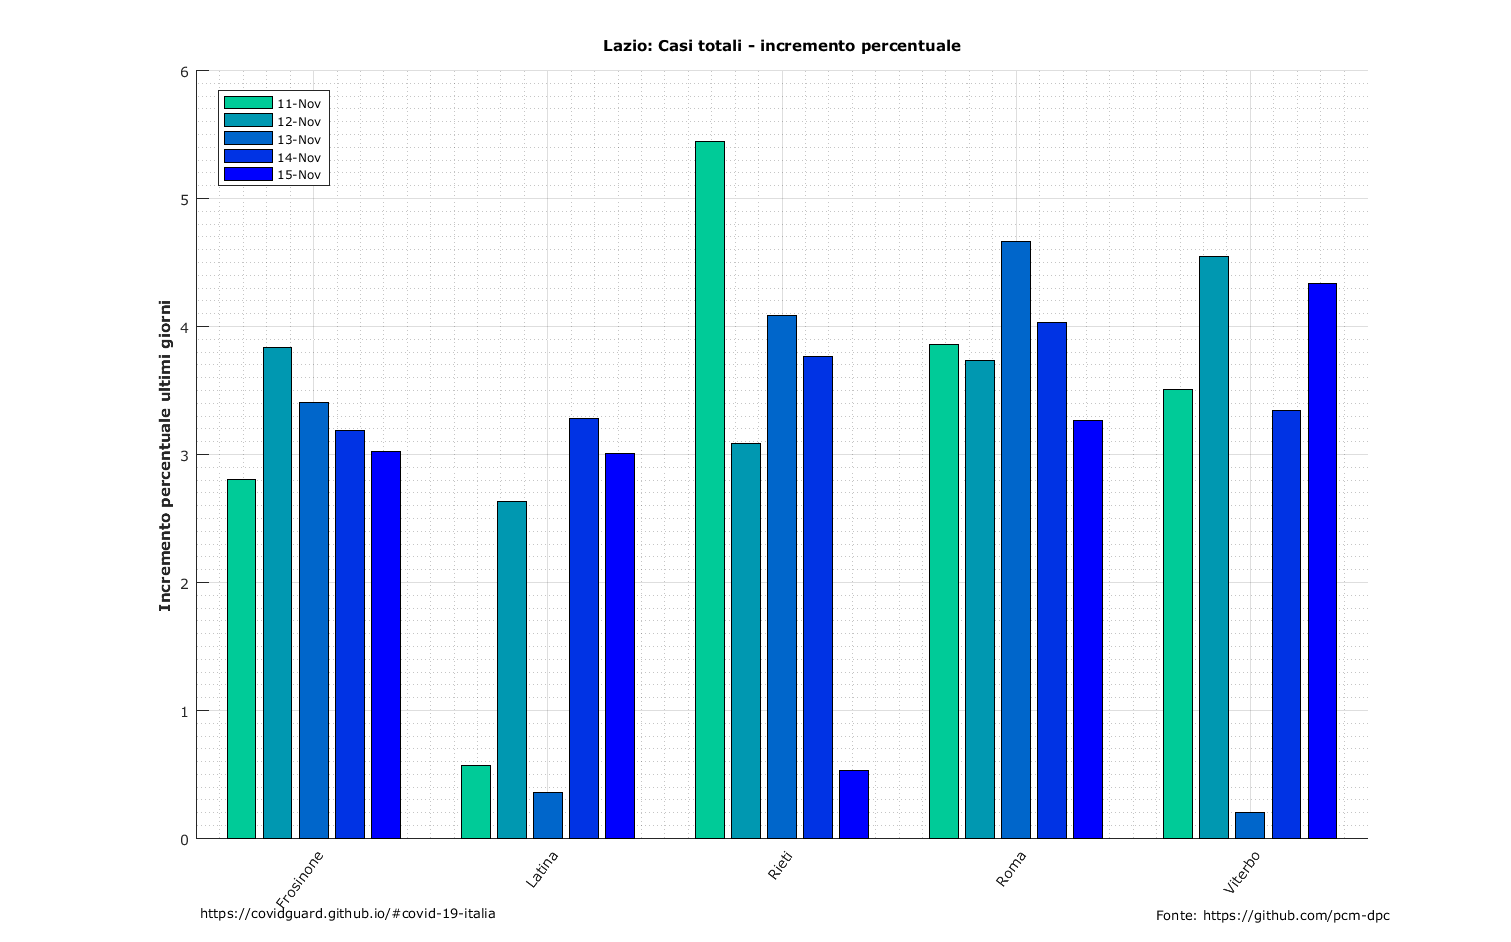 Lazio: Casi totali - incremento percentuale
6
5
4
3
2
1
0
Incremento percentuale ultimi giorni
11-Nov
12-Nov
13-Nov
14-Nov
15-Nov
Frosinone
Latina
Rieti
Roma
Viterbo
https://covidguard.github.io/#covid-19-italia
Fonte: https://github.com/pcm-dpc